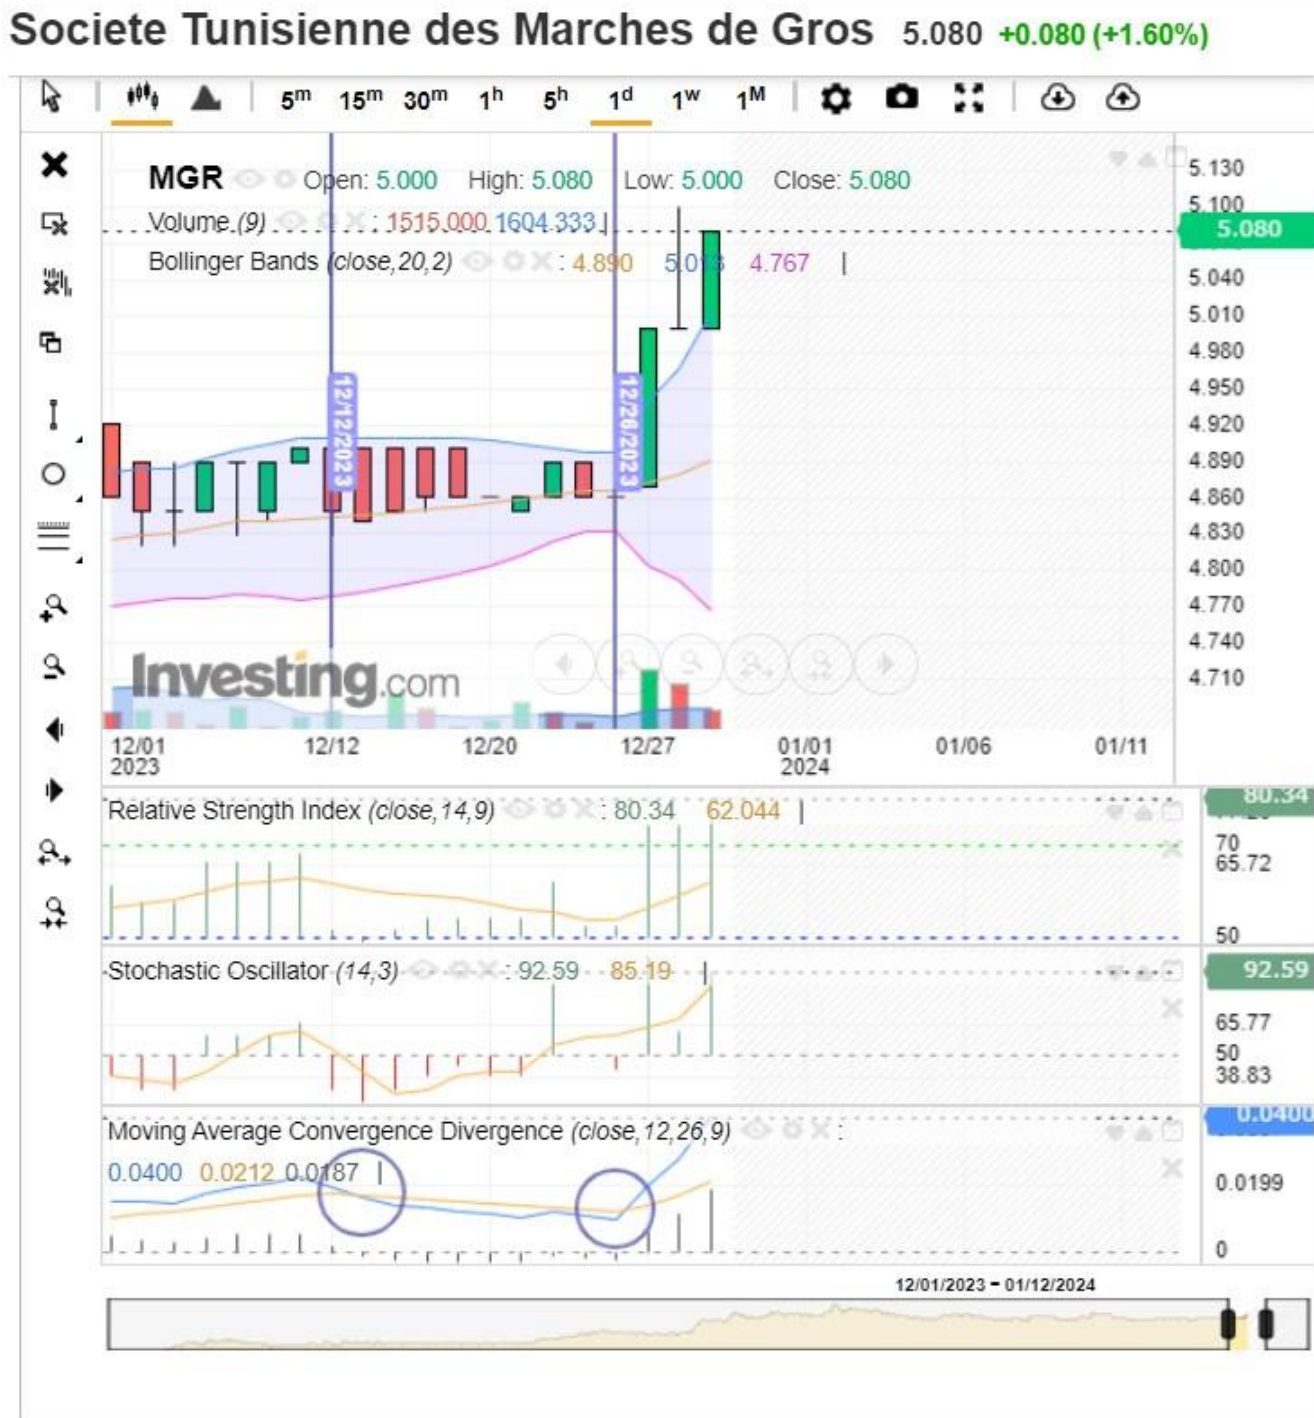 Societe Tunisienne des Marches de Gros 5.080 +0.080 (+1.60%)
5m 15m 30m 1h 5h 1d 1w 1M
MGR Open: 5.000 High: 5.080 Low: 5.000 Close: 5.080
Volume (9) : 1515.000 1604.333
Bollinger Bands (close,20,2) : 4.890 5.013 4.767
5.130
5.100
5.080
5.040
5.010
4.980
4.950
4.920
4.890
4.860
4.830
4.800
4.770
4.740
4.710
12/12/2023
12/26/2023
Investing.com
12/01 12/12 12/20 12/27 01/01 01/06 01/11
2023 2024
Relative Strength Index (close,14,9) : 80.34 62.044
80.34
70
65.72
50
Stochastic Oscillator (14,3) : 92.59 85.19
92.59
65.77
50
38.83
Moving Average Convergence Divergence (close,12,26,9) :
0.0400 0.0212 0.0187
0.0400
0.0199
0
12/01/2023 - 01/12/2024